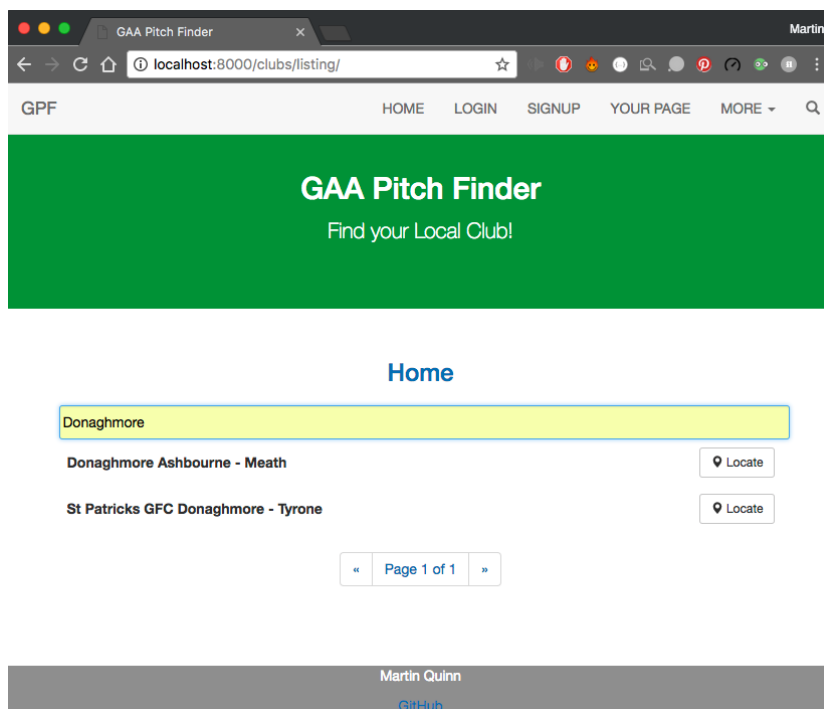 GAA Pitch Finder
Martin
localhost:8000/clubs/listing/
GPF HOME LOGIN SIGNUP YOUR PAGE MORE
GAA Pitch Finder
Find your Local Club!
Home
Donaghmore
Donaghmore Ashbourne - Meath Locate
St Patricks GFC Donaghmore - Tyrone Locate
« Page 1 of 1 »
Martin Quinn
GitHub